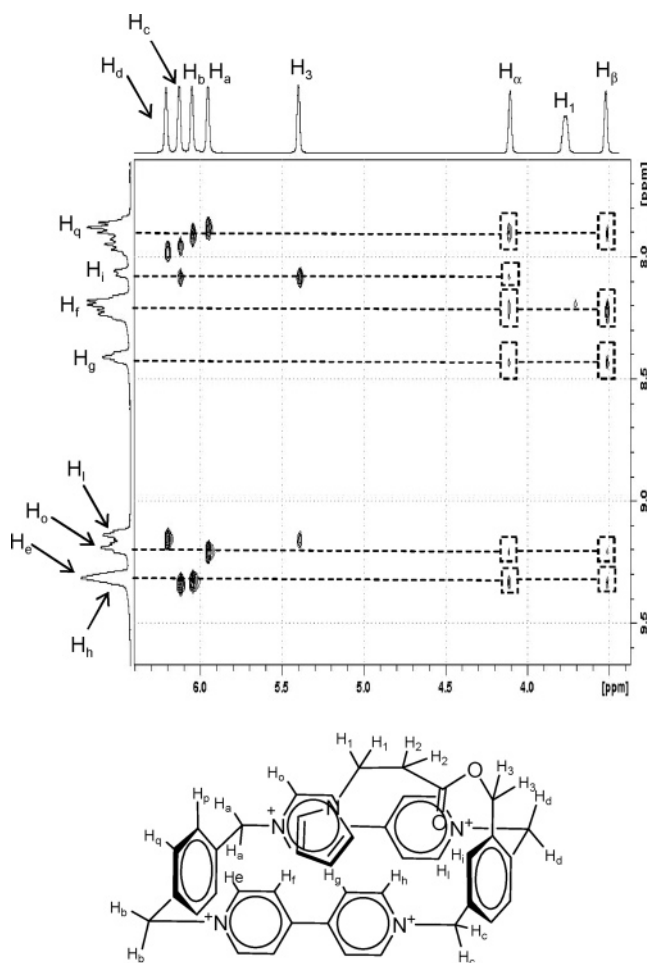 Hc
Hd Hb Ha H3 Hα H1 Hβ
[ppm]
Hq
8.0
Hi
Hf
Hg
8.5
Hl
9.0
Ho
He
9.5
Hh
6.0 5.5 5.0 4.5 4.0 [ppm]
H1 H1 H2
H2 O H3
Ho H3
Hp Ha N Hd
Hq N+ O N+
Ha Hi Hd
He Hf Hg Hh Hl
Hb N+ N+ Hc
Hb Hc